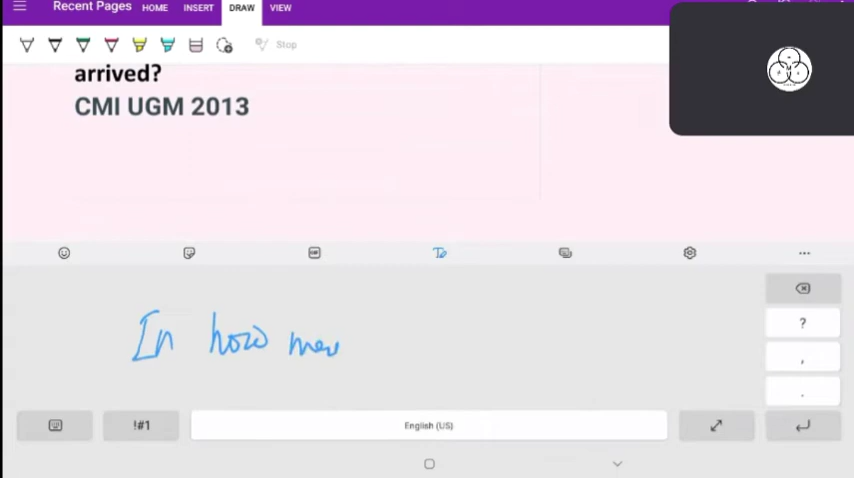 Recent Pages HOME INSERT DRAW VIEW
Stop
arrived?
CMI UGM 2013
In how
?
,
.
!#1 English (US)